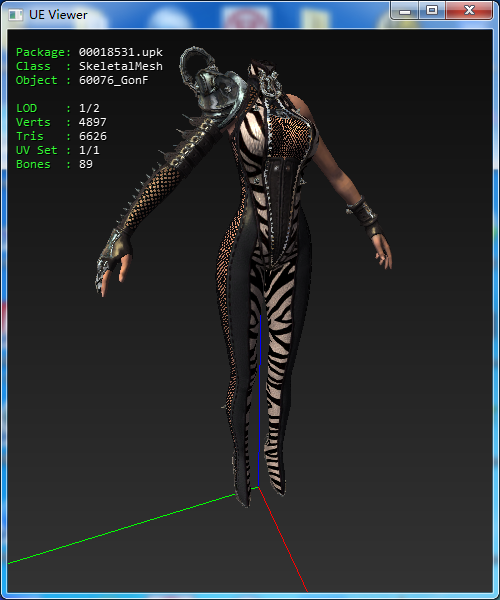 UE Viewer
Package: 00018531.upk
Class : SkeletalMesh
Object : 60076_GonF
LOD : 1/2
Verts : 4897
Tris : 6626
UV Set : 1/1
Bones : 89